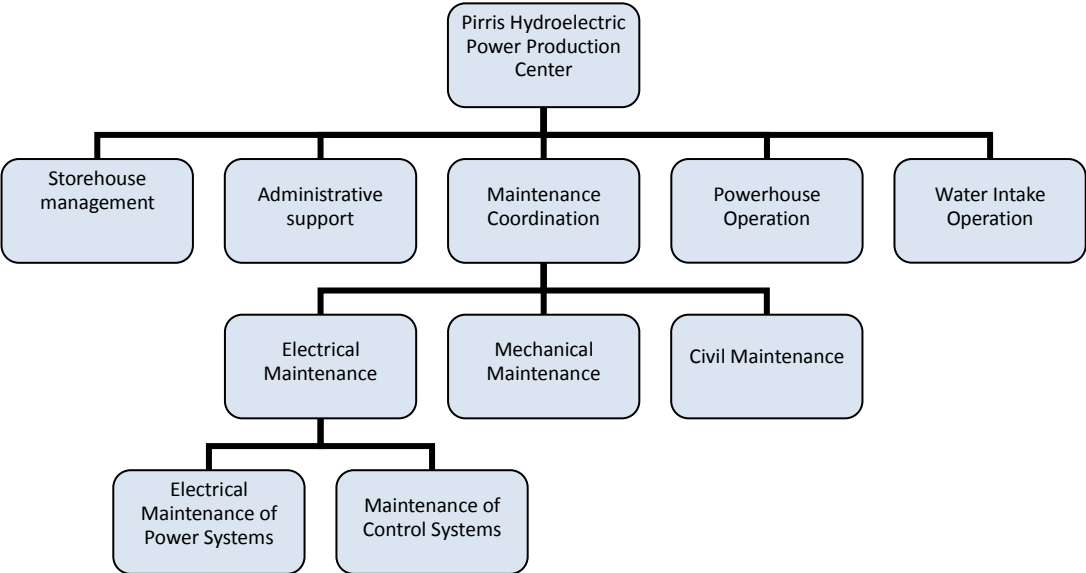 Pirris Hydroelectric
Power Production
Center
Storehouse
management
Administrative
support
Maintenance
Coordination
Powerhouse
Operation
Water Intake
Operation
Electrical
Maintenance
Mechanical
Maintenance
Civil Maintenance
Electrical
Maintenance of
Power Systems
Maintenance of
Control Systems